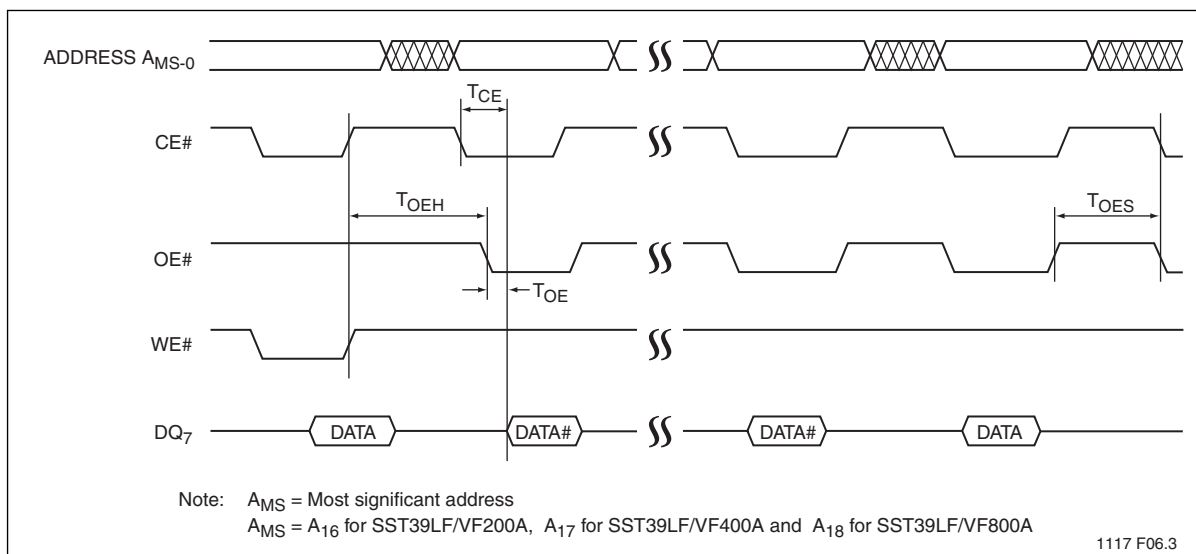 ADDRESS AMS-0
TCE
CE#
TOEH
TOES
OE#
TOE
WE#
DQ7
DATA
DATA#
DATA#
DATA
Note: AMS = Most significant address
AMS = A16 for SST39LF/VF200A, A17 for SST39LF/VF400A and A18 for SST39LF/VF800A
1117 F06.3